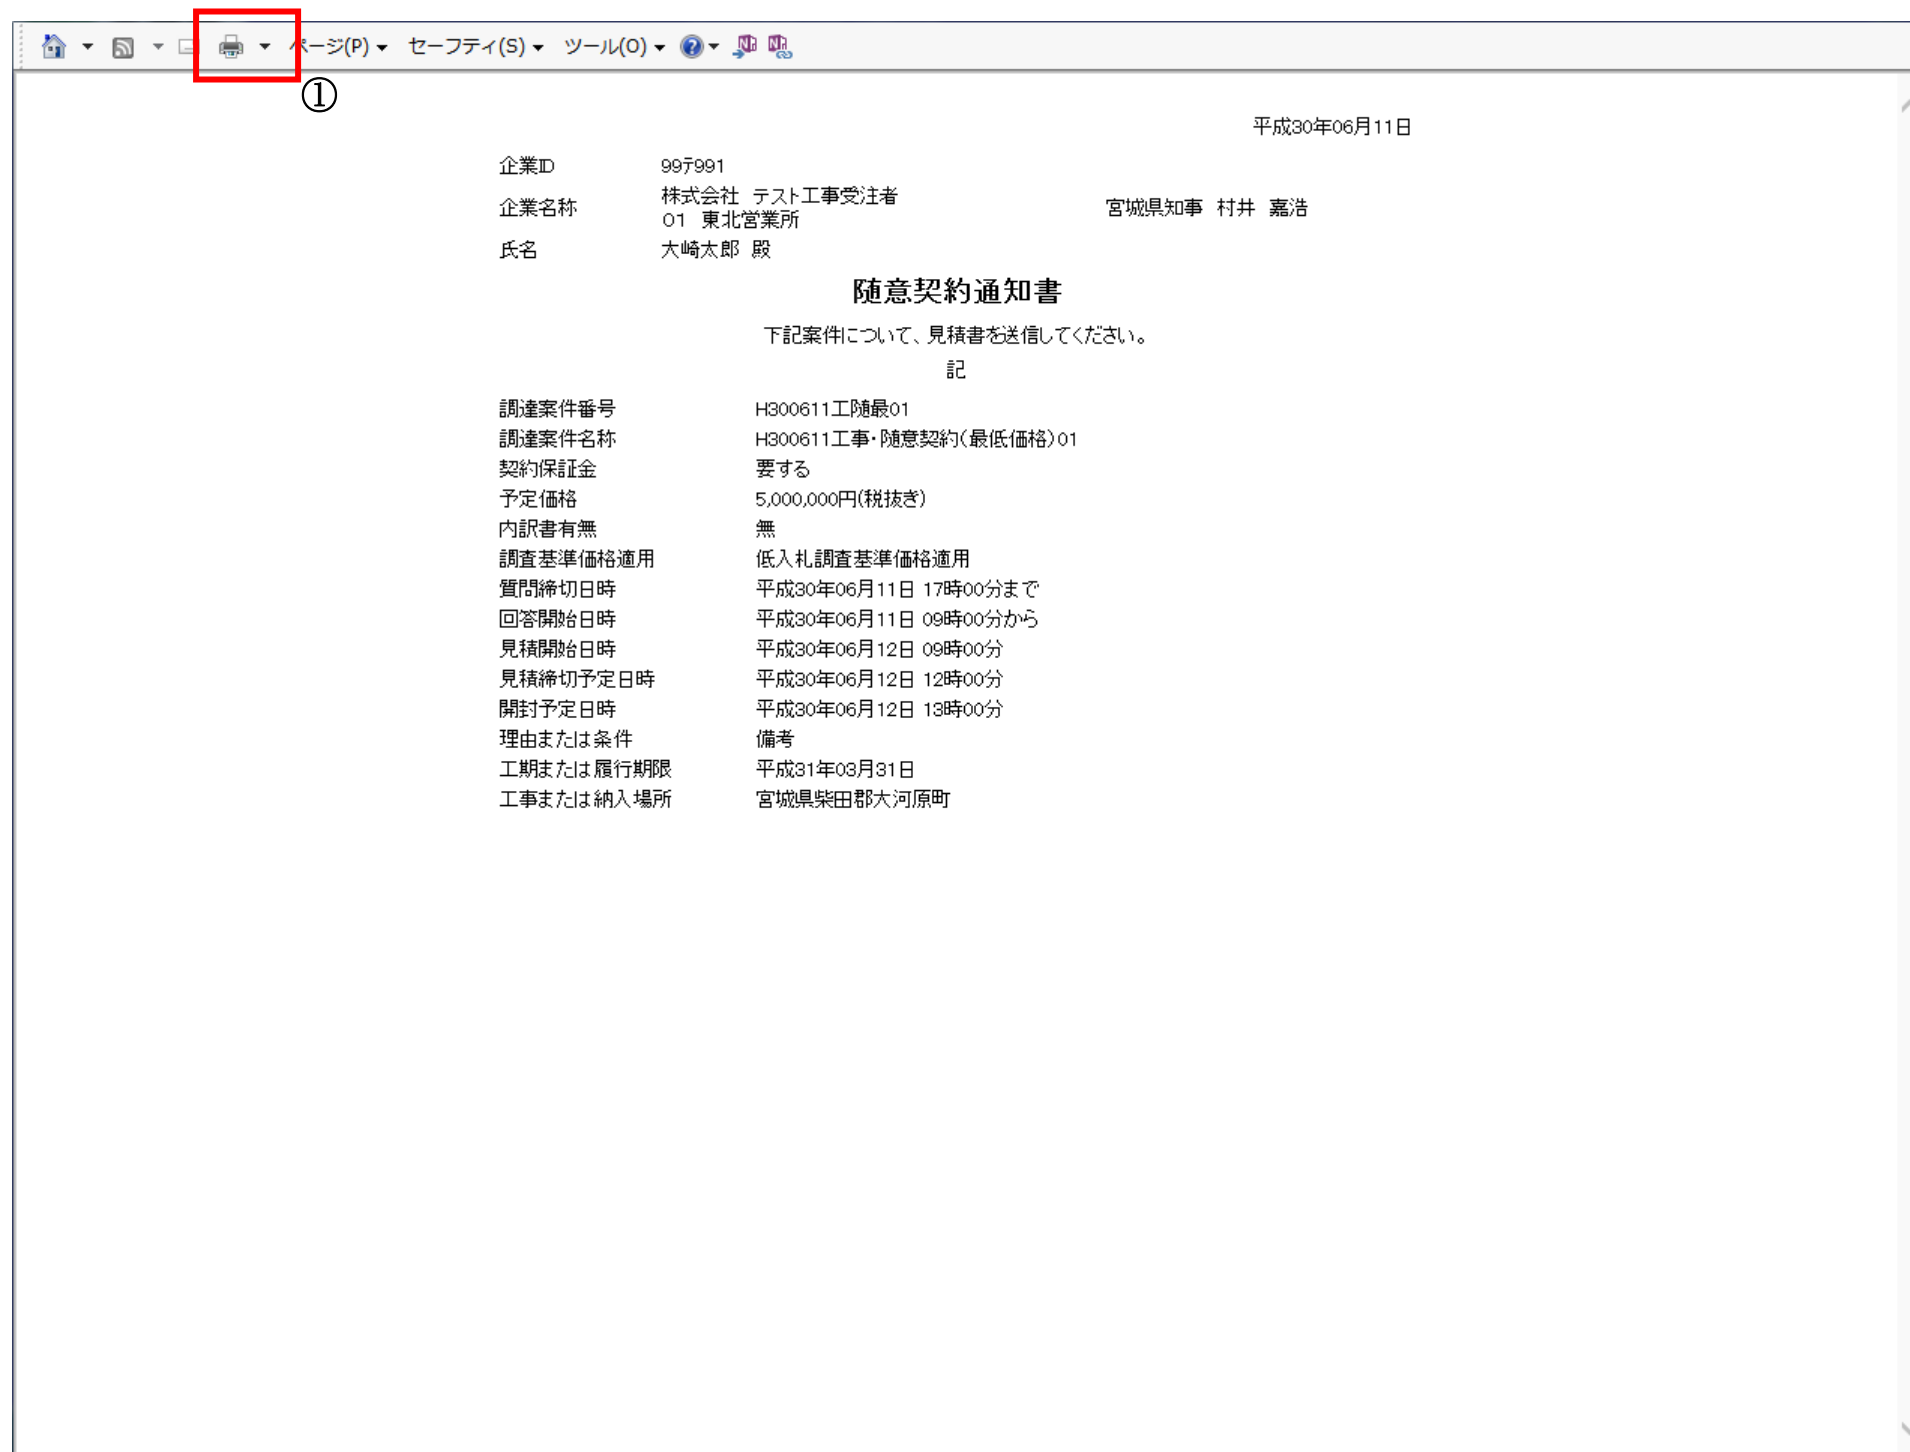 ページ(P) セーフティ(S) ツール(O)
①
平成30年06月11日
企業ID 99ﾃ991
企業名称 株式会社 テスト工事受注者
01 東北営業所
宮城県知事 村井 嘉浩
氏名 大崎太郎 殿
随意契約通知書
下記案件について、見積書を送信してください。
記
調達案件番号 H300611工随最01
調達案件名称 H300611工事・随意契約(最低価格)01
契約保証金 要する
予定価格 5,000,000円(税抜き)
内訳書有無 無
調査基準価格適用 低入札調査基準価格適用
質問締切日時 平成30年06月11日 17時00分まで
回答開始日時 平成30年06月11日 09時00分から
見積開始日時 平成30年06月12日 09時00分
見積締切予定日時 平成30年06月12日 12時00分
開封予定日時 平成30年06月12日 13時00分
理由または条件 備考
工期または履行期限 平成31年03月31日
工事または納入場所 宮城県柴田郡大河原町